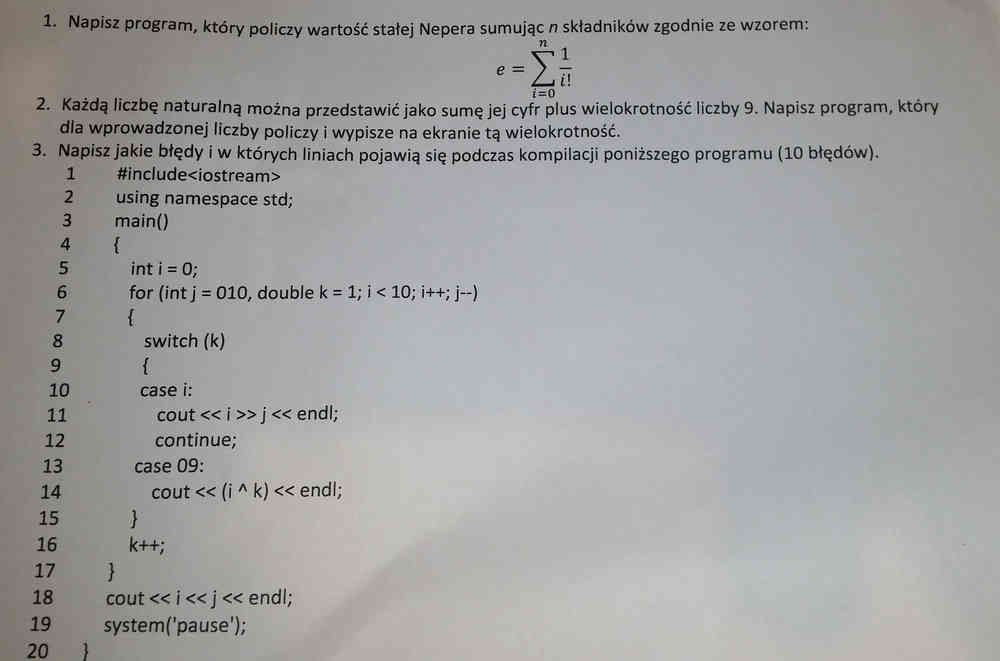 1. Napisz program, który policzy wartość stałej Nepera sumując n składników zgodnie ze wzorem:
e = ∑_{i=0}^{n} 1/i!
2. Każdą liczbę naturalną można przedstawić jako sumę jej cyfr plus wielokrotność liczby 9. Napisz program, który
dla wprowadzonej liczby policzy i wypisze na ekranie tą wielokrotność.
3. Napisz jakie błędy i w których liniach pojawią się podczas kompilacji poniższego programu (10 błędów).
1 #include<iostream>
2 using namespace std;
3 main()
4 {
5 int i = 0;
6 for (int j = 010, double k = 1; i < 10; i++; j--)
7 {
8 switch (k)
9 {
10 case i:
11 cout << i >> j << endl;
12 continue;
13 case 09:
14 cout << (i ^ k) << endl;
15 }
16 k++;
17 }
18 cout << i << j << endl;
19 system('pause');
20 }